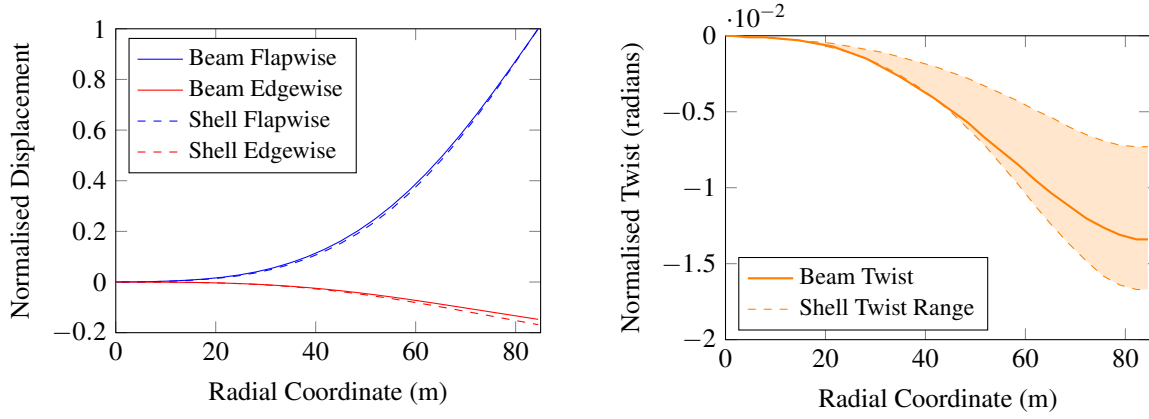 Normalised Displacement
1
0.8
0.6
0.4
0.2
0
−0.2
Beam Flapwise
Beam Edgewise
Shell Flapwise
Shell Edgewise
0 20 40 60 80
Radial Coordinate (m)
Normalised Twist (radians)
·10−2
0
−0.5
−1
−1.5
−2
0 20 40 60 80
Beam Twist
Shell Twist Range
Radial Coordinate (m)